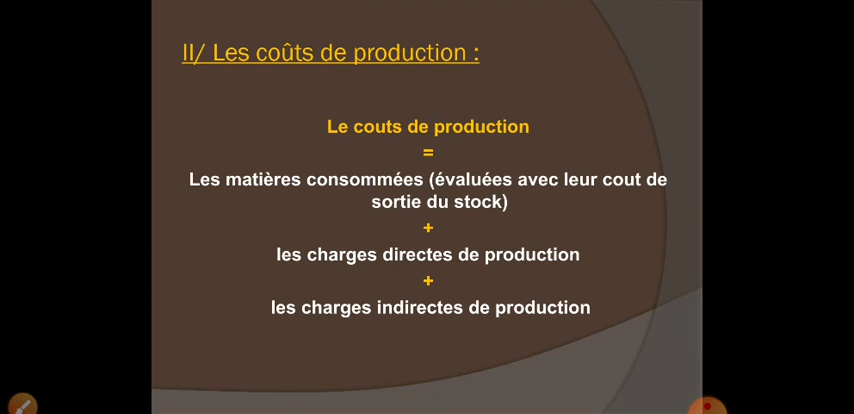 II/ Les coûts de production :
Le couts de production
=
Les matières consommées (évaluées avec leur cout de
sortie du stock)
+
les charges directes de production
+
les charges indirectes de production